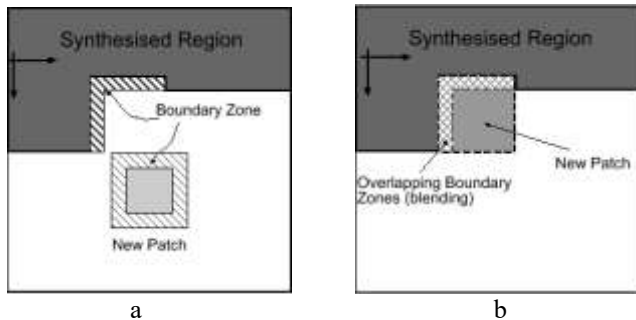 Synthesised Region
Boundary Zone
New Patch
a
Synthesised Region
New Patch
Overlapping Boundary
Zones (blending)
b